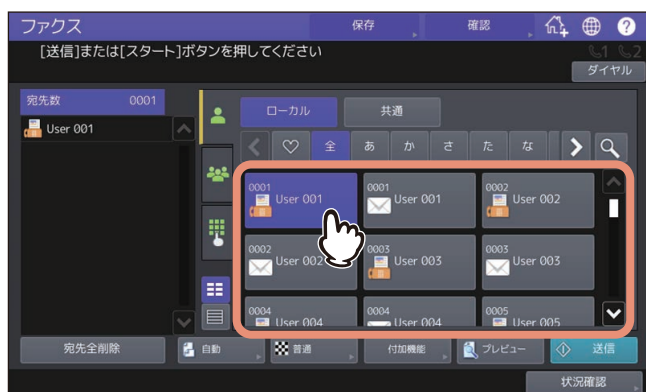 ファクス 保存 確認 ?
[送信]または[スタート]ボタンを押してください
1 2
ダイヤル
宛先数 0001
User 001
ローカル 共通
全 あ か さ た な
0001 User 001
0001 User 001
0002 User 002
0002 User 002
0003 User 003
0003 User 003
0004 User 004
0004 User 004
0005 User 005
宛先全削除 自動 普通 付加機能 プレビュー 送信
状況確認